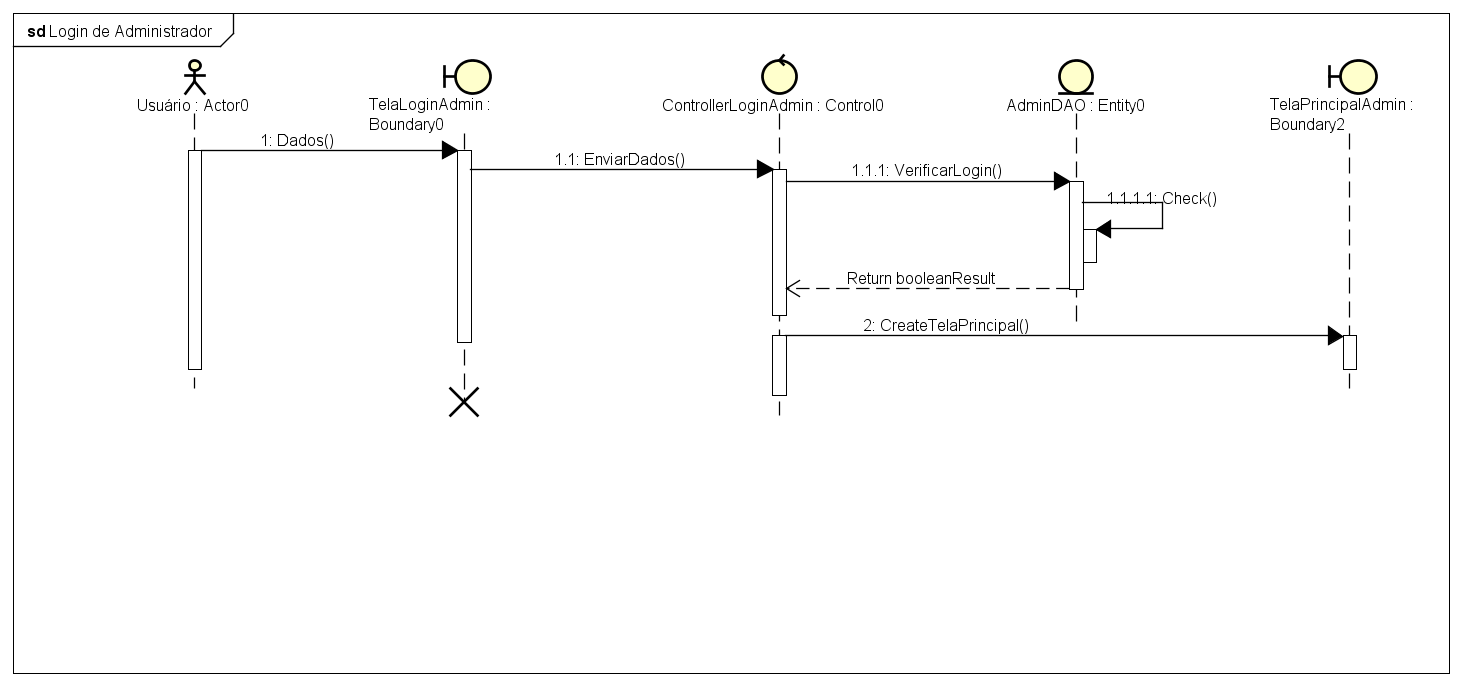 sd Login de Administrador
Usuário : Actor0
TelaLoginAdmin :
Boundary0
ControllerLoginAdmin : Control0
AdminDAO : Entity0
TelaPrincipalAdmin :
Boundary2
1: Dados()
1.1: EnviarDados()
1.1.1: VerificarLogin()
1.1.1.1: Check()
Return booleanResult
2: CreateTelaPrincipal()